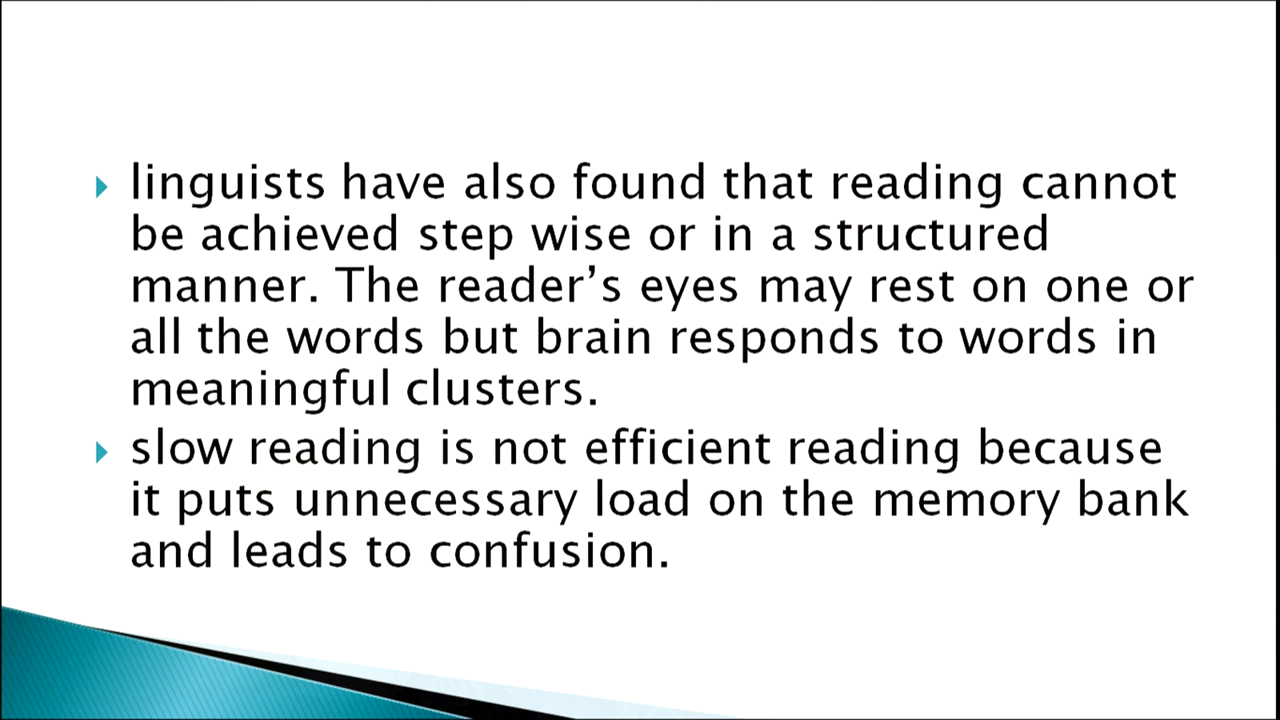 linguists have also found that reading cannot
be achieved step wise or in a structured
manner. The reader’s eyes may rest on one or
all the words but brain responds to words in
meaningful clusters.
slow reading is not efficient reading because
it puts unnecessary load on the memory bank
and leads to confusion.